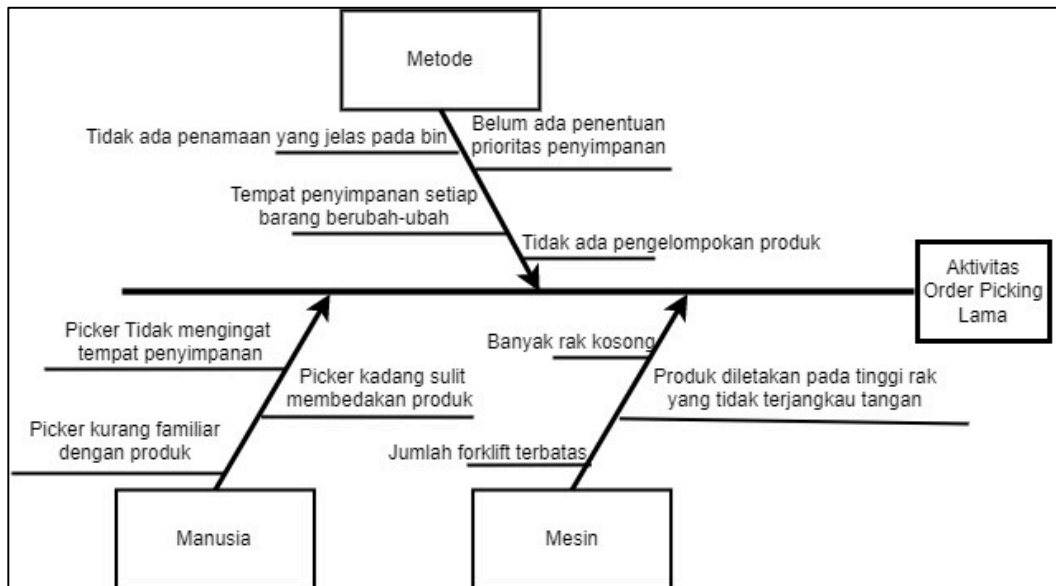 Metode
Tidak ada penamaan yang jelas pada bin
Belum ada penentuan
prioritas penyimpanan
Tempat penyimpanan setiap
barang berubah-ubah
Tidak ada pengelompokan produk
Aktivitas
Order Picking
Lama
Picker Tidak mengingat
tempat penyimpanan
Picker kadang sulit
membedakan produk
Picker kurang familiar
dengan produk
Banyak rak kosong
Produk diletakan pada tinggi rak
yang tidak terjangkau tangan
Jumlah forklift terbatas
Manusia
Mesin